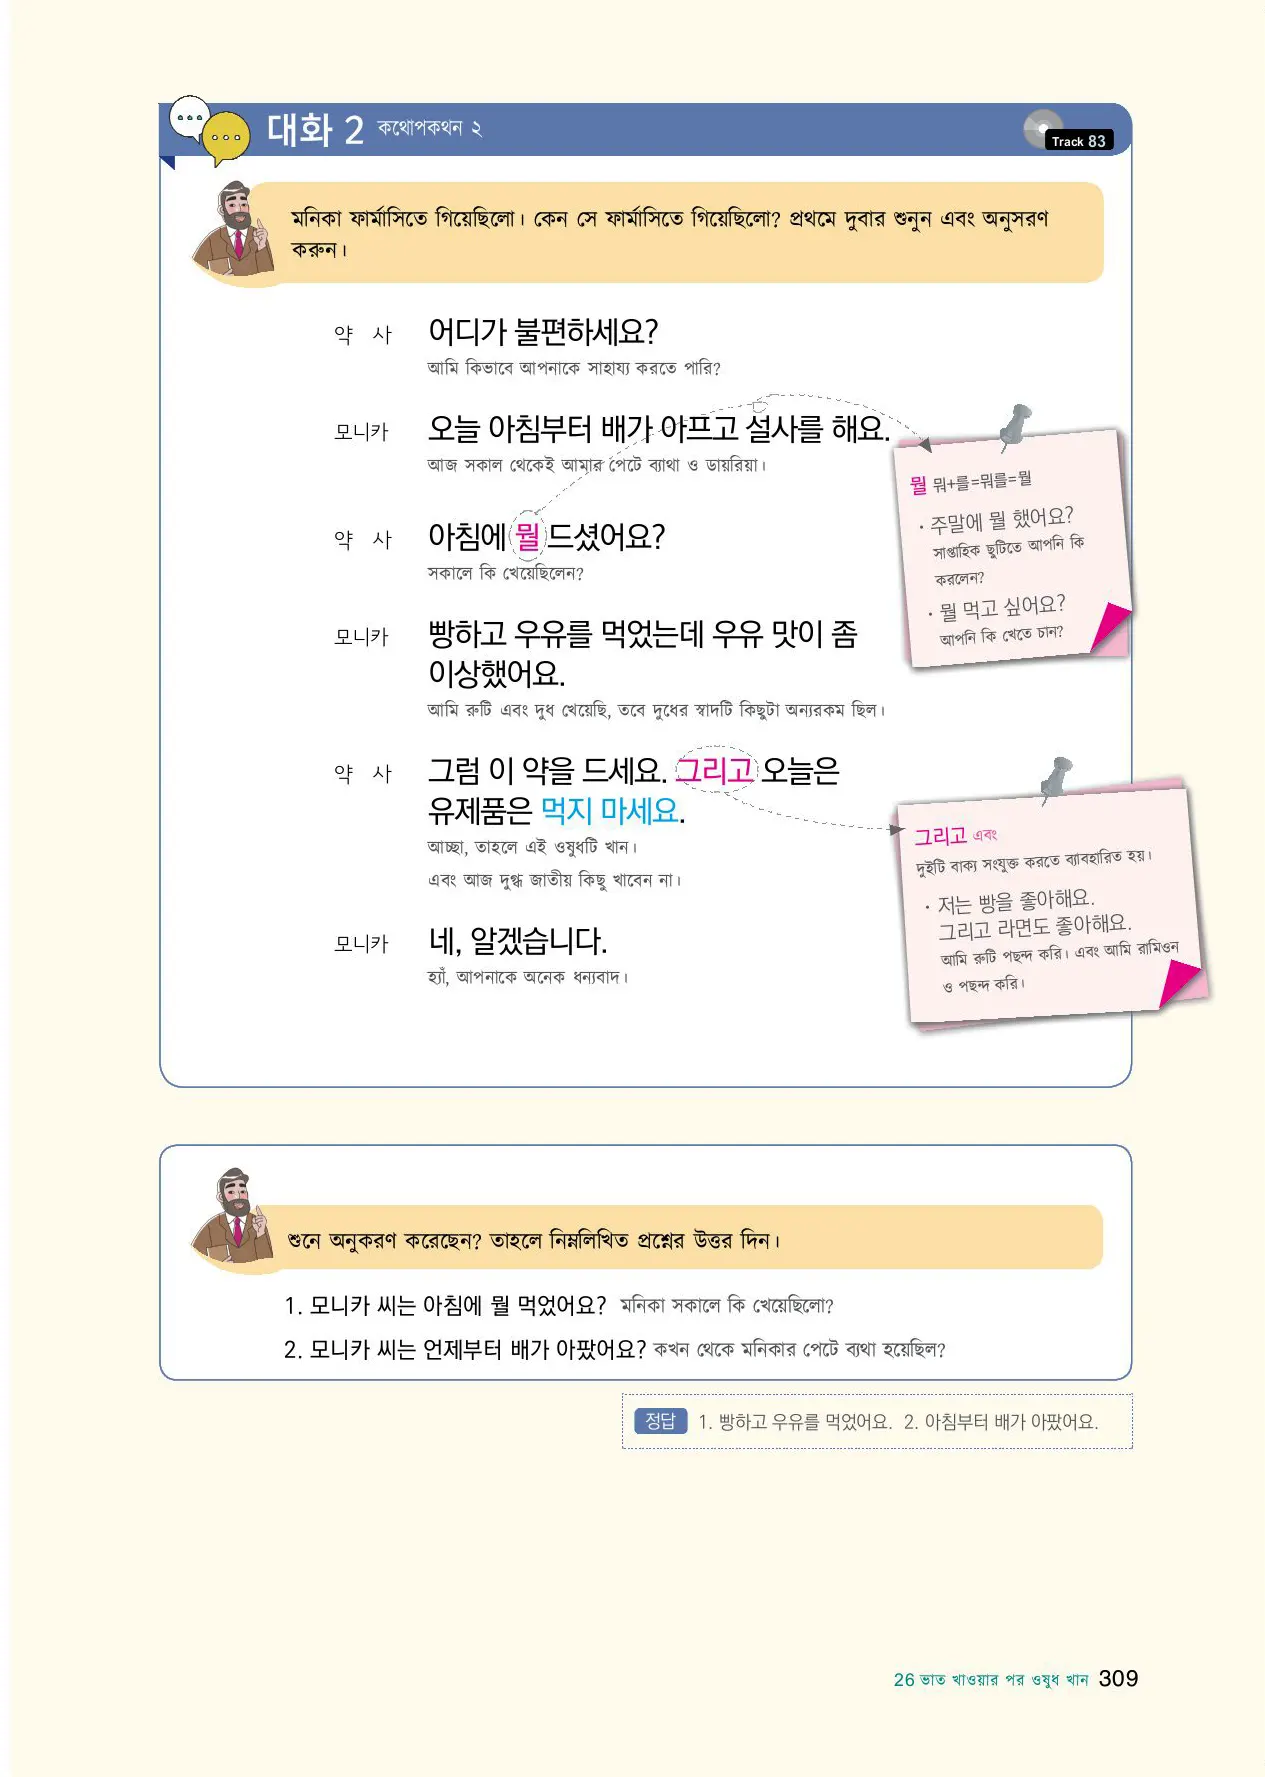 대화 2 কথোপকথন ২
Track 83
মনিকা ফার্মাসিতে গিয়েছিলো। কেন সে ফার্মাসিতে গিয়েছিলো? প্রথমে দুবার শুনুন এবং অনুসরণ
করুন।
약 사 어디가 불편하세요?
আমি কিভাবে আপনাকে সাহায্য করতে পারি?
모니카 오늘 아침부터 배가 아프고 설사를 해요.
আজ সকাল থেকেই আমার পেটে ব্যাথা ও ডায়রিয়া।
약 사 아침에 뭘 드셨어요?
সকালে কি খেয়েছিলেন?
모니카 빵하고 우유를 먹었는데 우유 맛이 좀
이상했어요.
আমি রুটি এবং দুধ খেয়েছি, তবে দুধের স্বাদটি কিছুটা অন্যরকম ছিল।
약 사 그럼 이 약을 드세요. 그리고 오늘은
유제품은 먹지 마세요.
আচ্ছা, তাহলে এই ওষুধটি খান।
এবং আজ দুগ্ধ জাতীয় কিছু খাবেন না।
모니카 네, 알겠습니다.
হ্যাঁ, আপনাকে অনেক ধন্যবাদ।
뭘 뭐+를=뭐를=뭘
· 주말에 뭘 했어요?
সাপ্তাহিক ছুটিতে আপনি কি
করলেন?
· 뭘 먹고 싶어요?
আপনি কি খেতে চান?
그리고 এবং
দুইটি বাক্য সংযুক্ত করতে ব্যাবহারিত হয়।
· 저는 빵을 좋아해요.
그리고 라면도 좋아해요.
আমি রুটি পছন্দ করি। এবং আমি রামিওন
ও পছন্দ করি।
শুনে অনুকরণ করেছেন? তাহলে নিম্নলিখিত প্রশ্নের উত্তর দিন।
1. 모니카 씨는 아침에 뭘 먹었어요? মনিকা সকালে কি খেয়েছিলো?
2. 모니카 씨는 언제부터 배가 아팠어요? কখন থেকে মনিকার পেটে ব্যথা হয়েছিল?
정답 1. 빵하고 우유를 먹었어요. 2. 아침부터 배가 아팠어요.
26 ভাত খাওয়ার পর ওষুধ খান 309